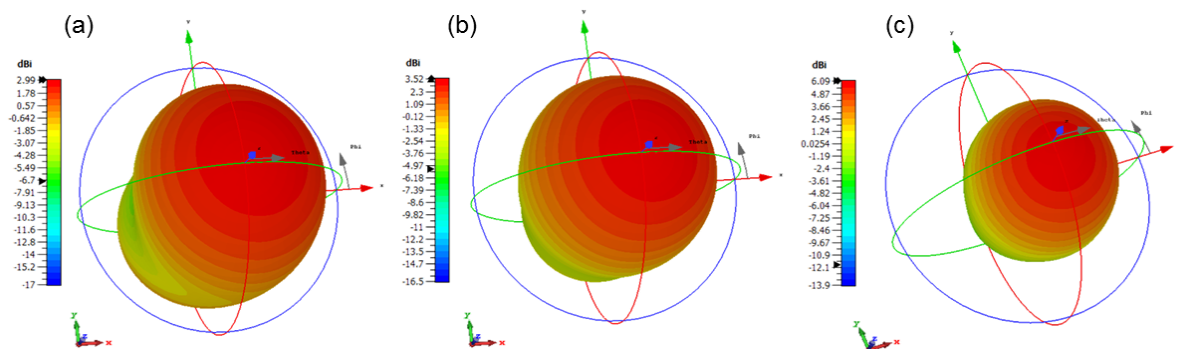 (a)
(b)
(c)
Y
dBi
2.99
1.78
0.57
-0.642
-1.85
-3.07
-4.28
-5.49
-6.7
-7.91
-9.13
-10.3
-11.6
-12.8
-14
-15.2
-17
z
theta
Phi
x
y
z
x
Y
dBi
3.52
2.31
1.1
-0.12
-1.33
-2.54
-3.76
-4.97
-6.18
-7.39
-8.6
-9.82
-11
-12.2
-13.5
-14.7
-16.5
z
theta
Phi
x
y
z
x
Y
dBi
6.09
4.87
3.66
2.45
1.24
0.0254
-1.19
-2.4
-3.61
-4.82
-6.04
-7.25
-8.46
-9.67
-10.9
-12.1
-13.9
z
theta
Phi
y
z
x